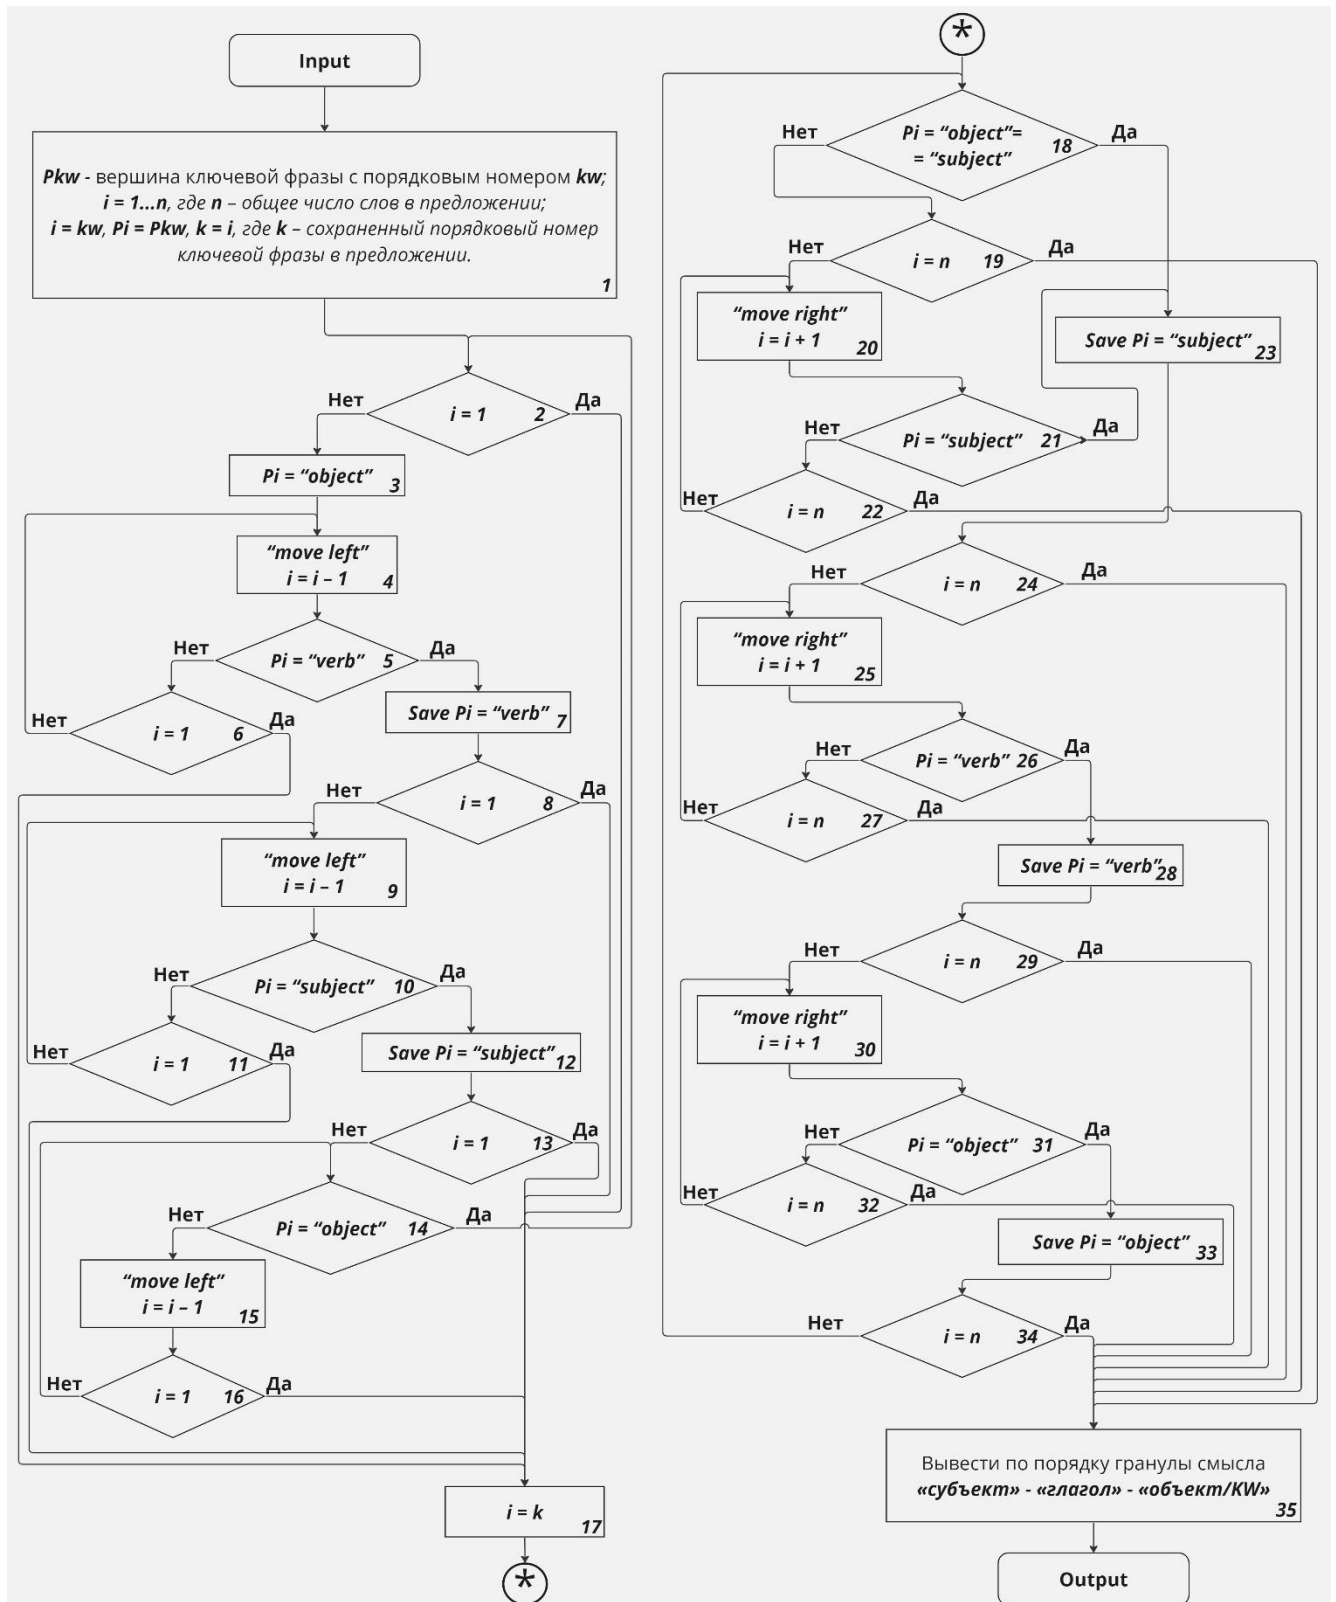 Input
Pkw - вершина ключевой фразы с порядковым номером kw;
i = 1...n, где n – общее число слов в предложении;
i = kw, Pi = Pkw, k = i, где k – сохраненный порядковый номер
ключевой фразы в предложении.
1
Нет
i = 1
2
Да
Pi = “object”
3
“move left”
i = i – 1
4
Нет
Pi = “verb”
5
Да
Нет
i = 1
6
Да
Save Pi = “verb”
7
Нет
i = 1
8
Да
“move left”
i = i – 1
9
Нет
Pi = “subject”
10
Да
Нет
i = 1
11
Да
Save Pi = “subject”
12
Нет
i = 1
13
Да
Нет
Pi = “object”
14
Да
“move left”
i = i – 1
15
Нет
i = 1
16
Да
i = k
17
*
*
Нет
Pi = “object”=
= “subject”
18
Да
Нет
i = n
19
Да
“move right”
i = i + 1
20
Save Pi = “subject”
23
Нет
Pi = “subject”
21
Да
Нет
i = n
22
Да
Нет
i = n
24
Да
“move right”
i = i + 1
25
Нет
Pi = “verb”
26
Да
Нет
i = n
27
Да
Save Pi = “verb”
28
Нет
i = n
29
Да
“move right”
i = i + 1
30
Нет
Pi = “object”
31
Да
Нет
i = n
32
Да
Save Pi = “object”
33
Нет
i = n
34
Да
Вывести по порядку гранулы смысла
«субъект» - «глагол» - «объект/KW»
35
Output